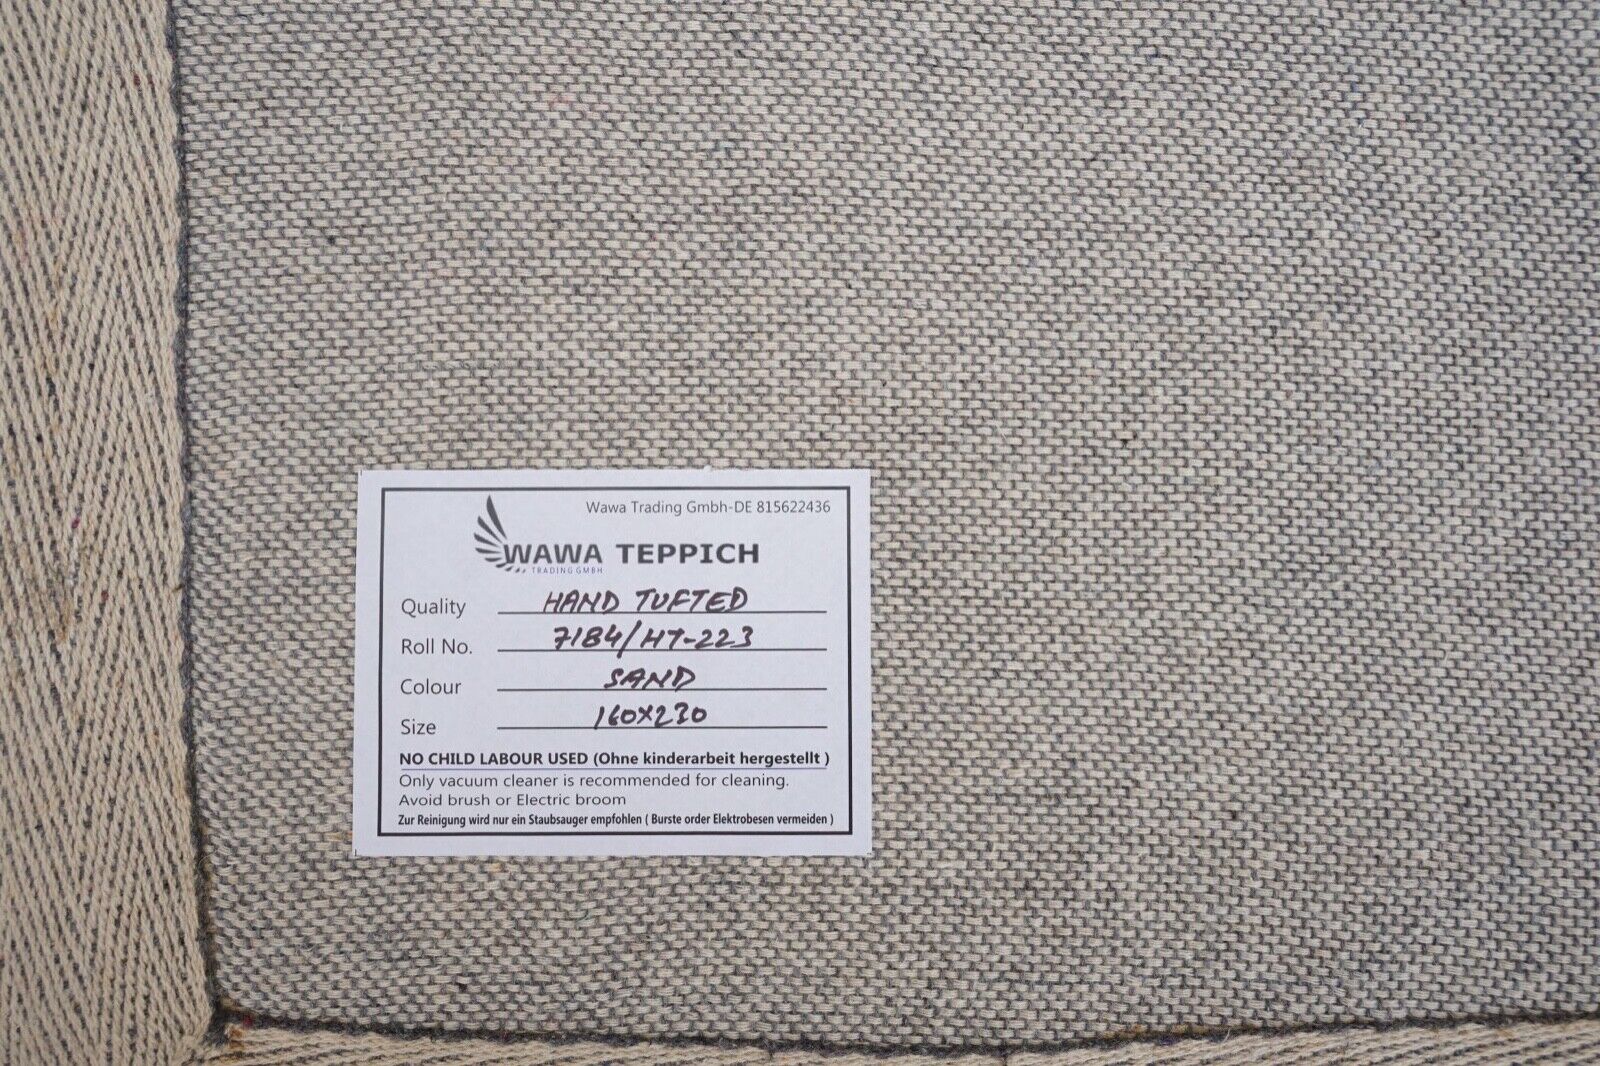 Wawa Trading Gmbh-DE 815622436
WAWA TEPPICH
TRADING GMBH
Quality HAND TUFTED
Roll No. 7184/HT-223
Colour SAND
Size 160X230
NO CHILD LABOUR USED (Ohne kinderarbeit hergestellt )
Only vacuum cleaner is recommended for cleaning.
Avoid brush or Electric broom
Zur Reinigung wird nur ein Staubsauger empfohlen ( Burste order Elektrobesen vermeiden )